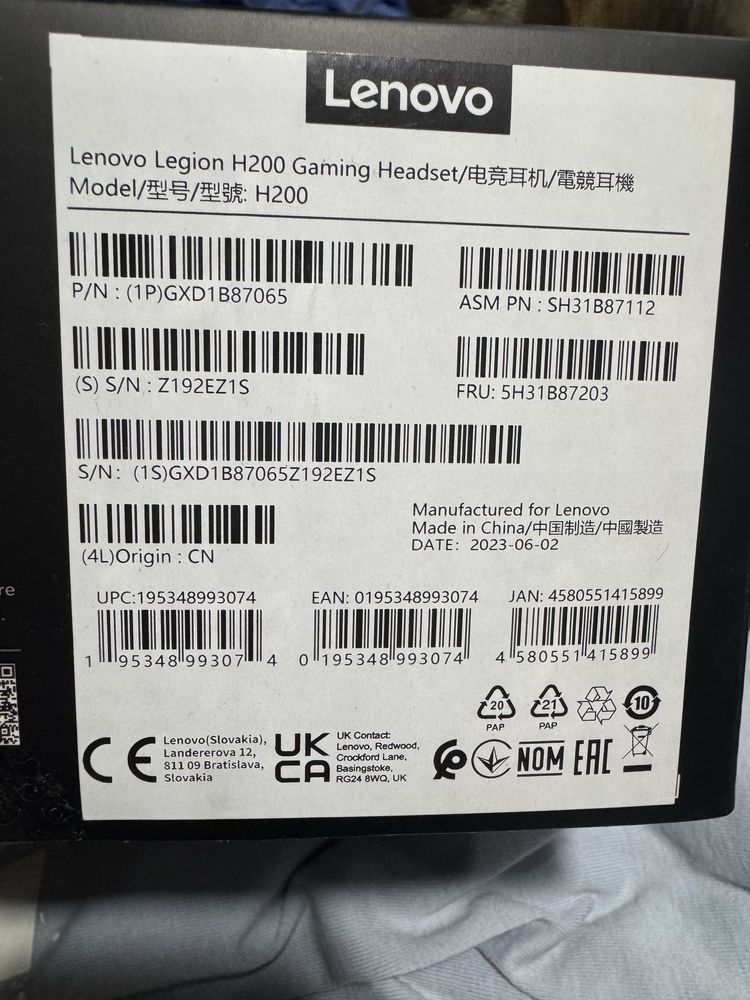 Lenovo
Lenovo Legion H200 Gaming Headset/电竞耳机/電競耳機
Model/型号/型號: H200
P/N : (1P)GXD1B87065
ASM PN : SH31B87112
(S) S/N : Z192EZ1S
FRU: 5H31B87203
S/N: (1S)GXD1B87065Z192EZ1S
(4L)Origin : CN
Manufactured for Lenovo
Made in China/中国制造/中國製造
DATE: 2023-06-02
UPC:195348993074
EAN: 0195348993074
JAN: 4580551415899
1 95348 99307 4
0 195348 993074
4 580551 415899
20
PAP
21
PAP
10
CE
Lenovo(Slovakia),
Landererova 12,
811 09 Bratislava,
Slovakia
UK
CA
UK Contact:
Lenovo, Redwood,
Crockford Lane,
Basingstoke,
RG24 8WQ, UK
NOM
EAC
re